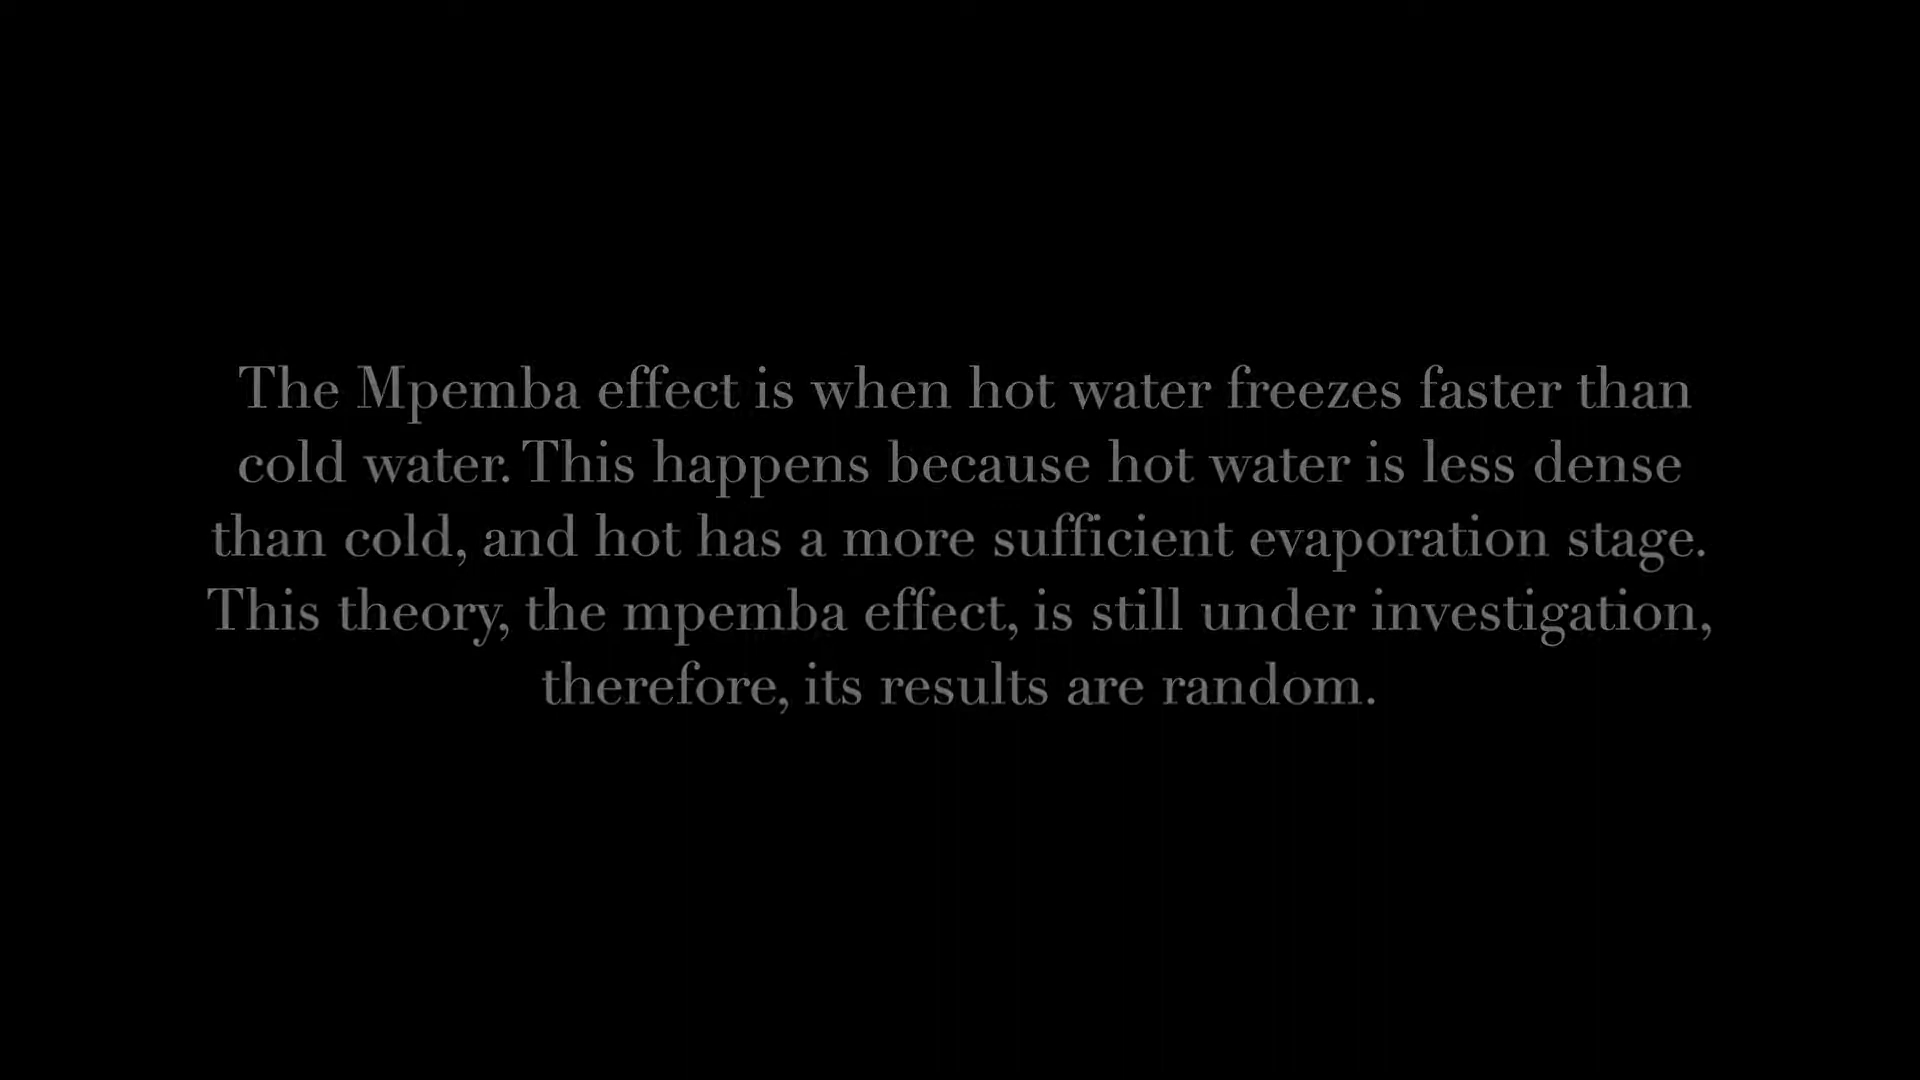 The Mpemba effect is when hot water freezes faster than
cold water. This happens because hot water is less dense
than cold, and hot has a more sufficient evaporation stage.
This theory, the mpemba effect, is still under investigation,
therefore, its results are random.